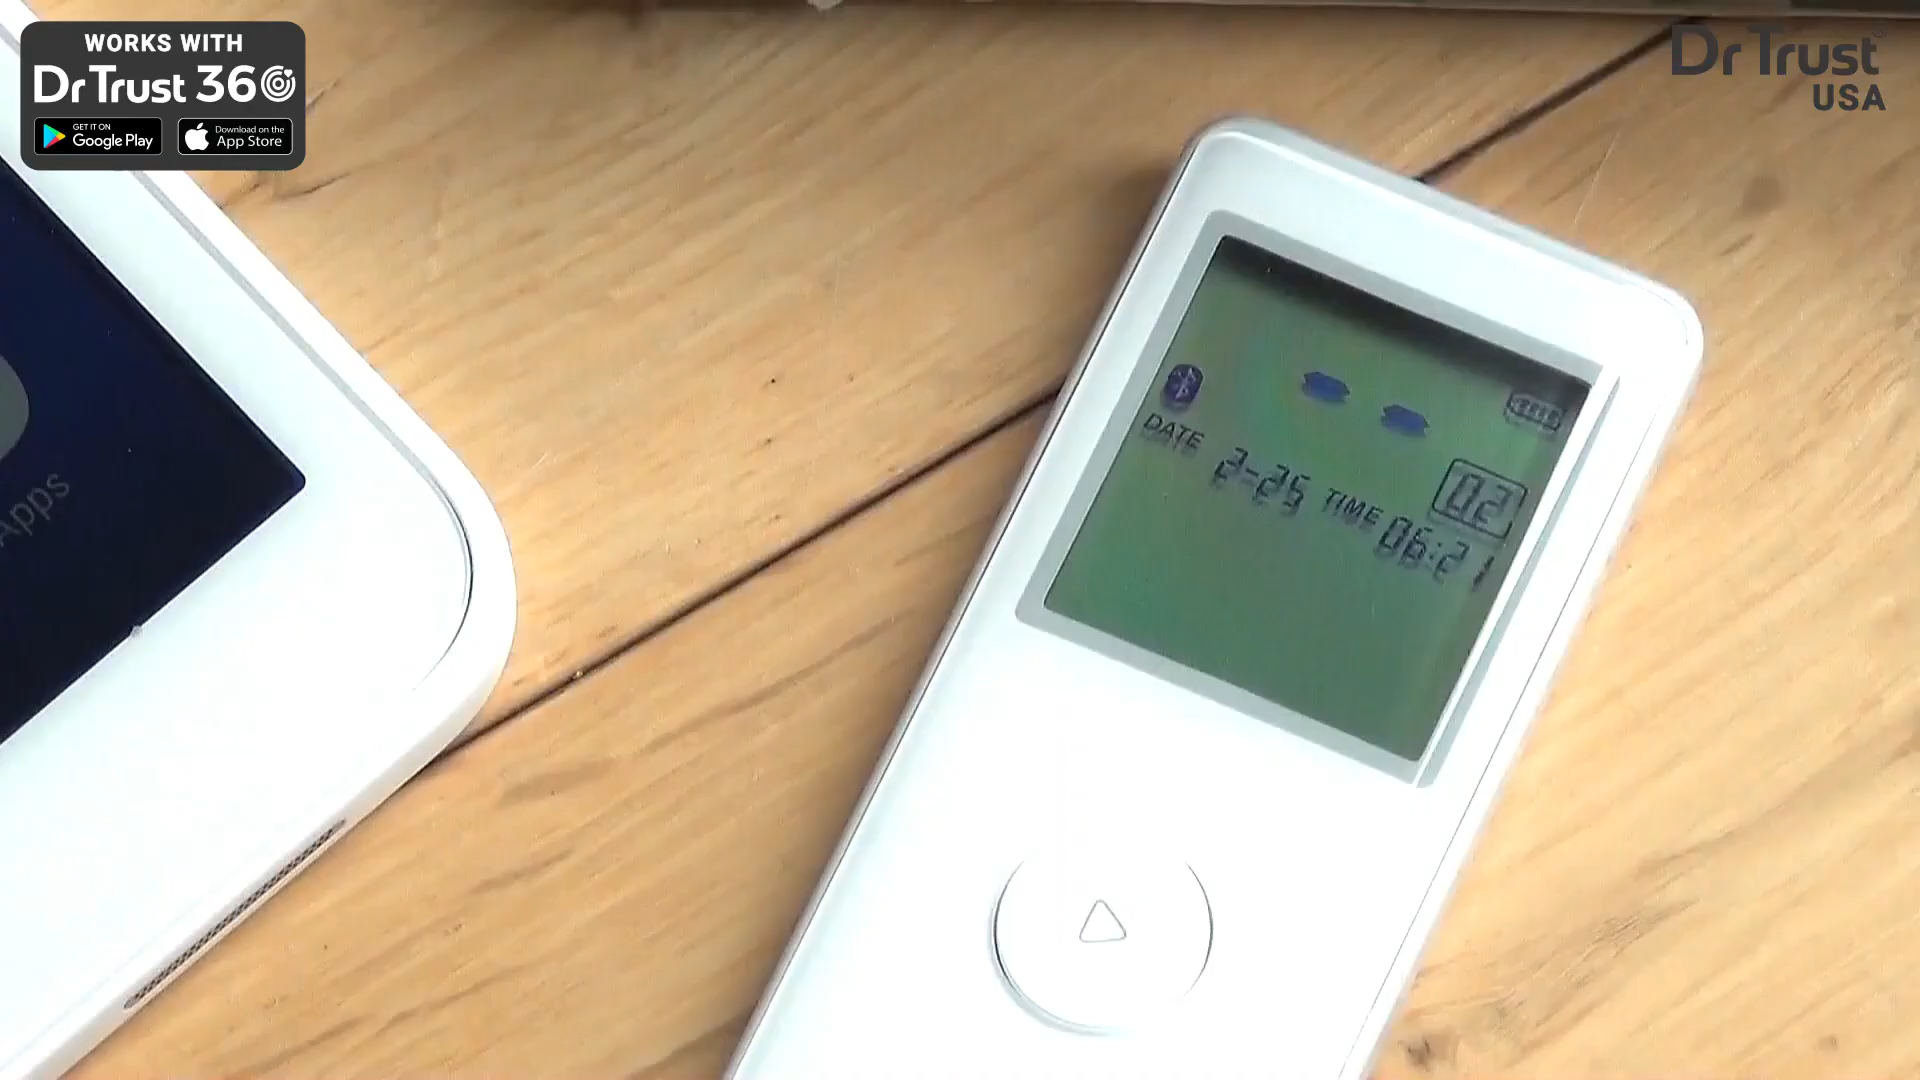 WORKS WITH
Dr Trust 360
GET IT ON
Google Play
Download on the
App Store
Dr Trust
USA
Apps
-- 
DATE 2-25 TIME 06:21
02